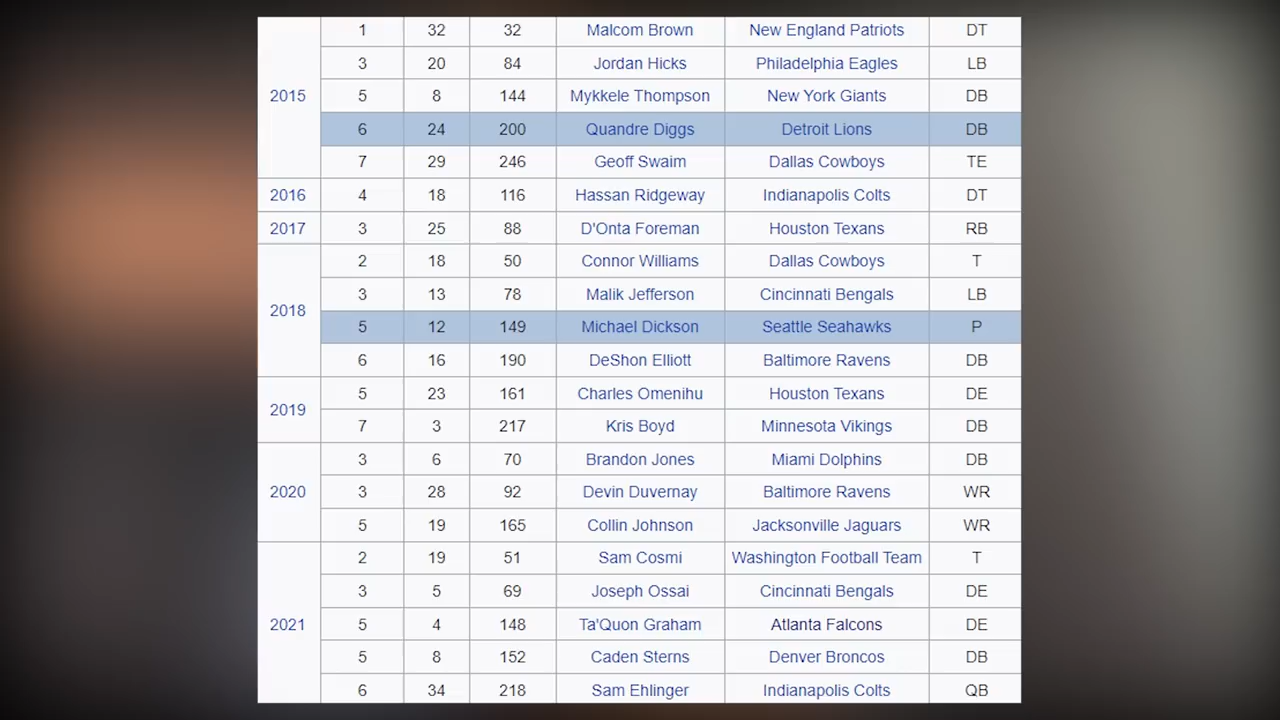 1 32 32 Malcom Brown New England Patriots DT
3 20 84 Jordan Hicks Philadelphia Eagles LB
2015 5 8 144 Mykkele Thompson New York Giants DB
6 24 200 Quandre Diggs Detroit Lions DB
7 29 246 Geoff Swaim Dallas Cowboys TE
2016 4 18 116 Hassan Ridgeway Indianapolis Colts DT
2017 3 25 88 D'Onta Foreman Houston Texans RB
2 18 50 Connor Williams Dallas Cowboys T
3 13 78 Malik Jefferson Cincinnati Bengals LB
2018 5 12 149 Michael Dickson Seattle Seahawks P
6 16 190 DeShon Elliott Baltimore Ravens DB
2019 5 23 161 Charles Omenihu Houston Texans DE
7 3 217 Kris Boyd Minnesota Vikings DB
3 6 70 Brandon Jones Miami Dolphins DB
2020 3 28 92 Devin Duvernay Baltimore Ravens WR
5 19 165 Collin Johnson Jacksonville Jaguars WR
2 19 51 Sam Cosmi Washington Football Team T
3 5 69 Joseph Ossai Cincinnati Bengals DE
2021 5 4 148 Ta'Quon Graham Atlanta Falcons DE
5 8 152 Caden Sterns Denver Broncos DB
6 34 218 Sam Ehlinger Indianapolis Colts QB